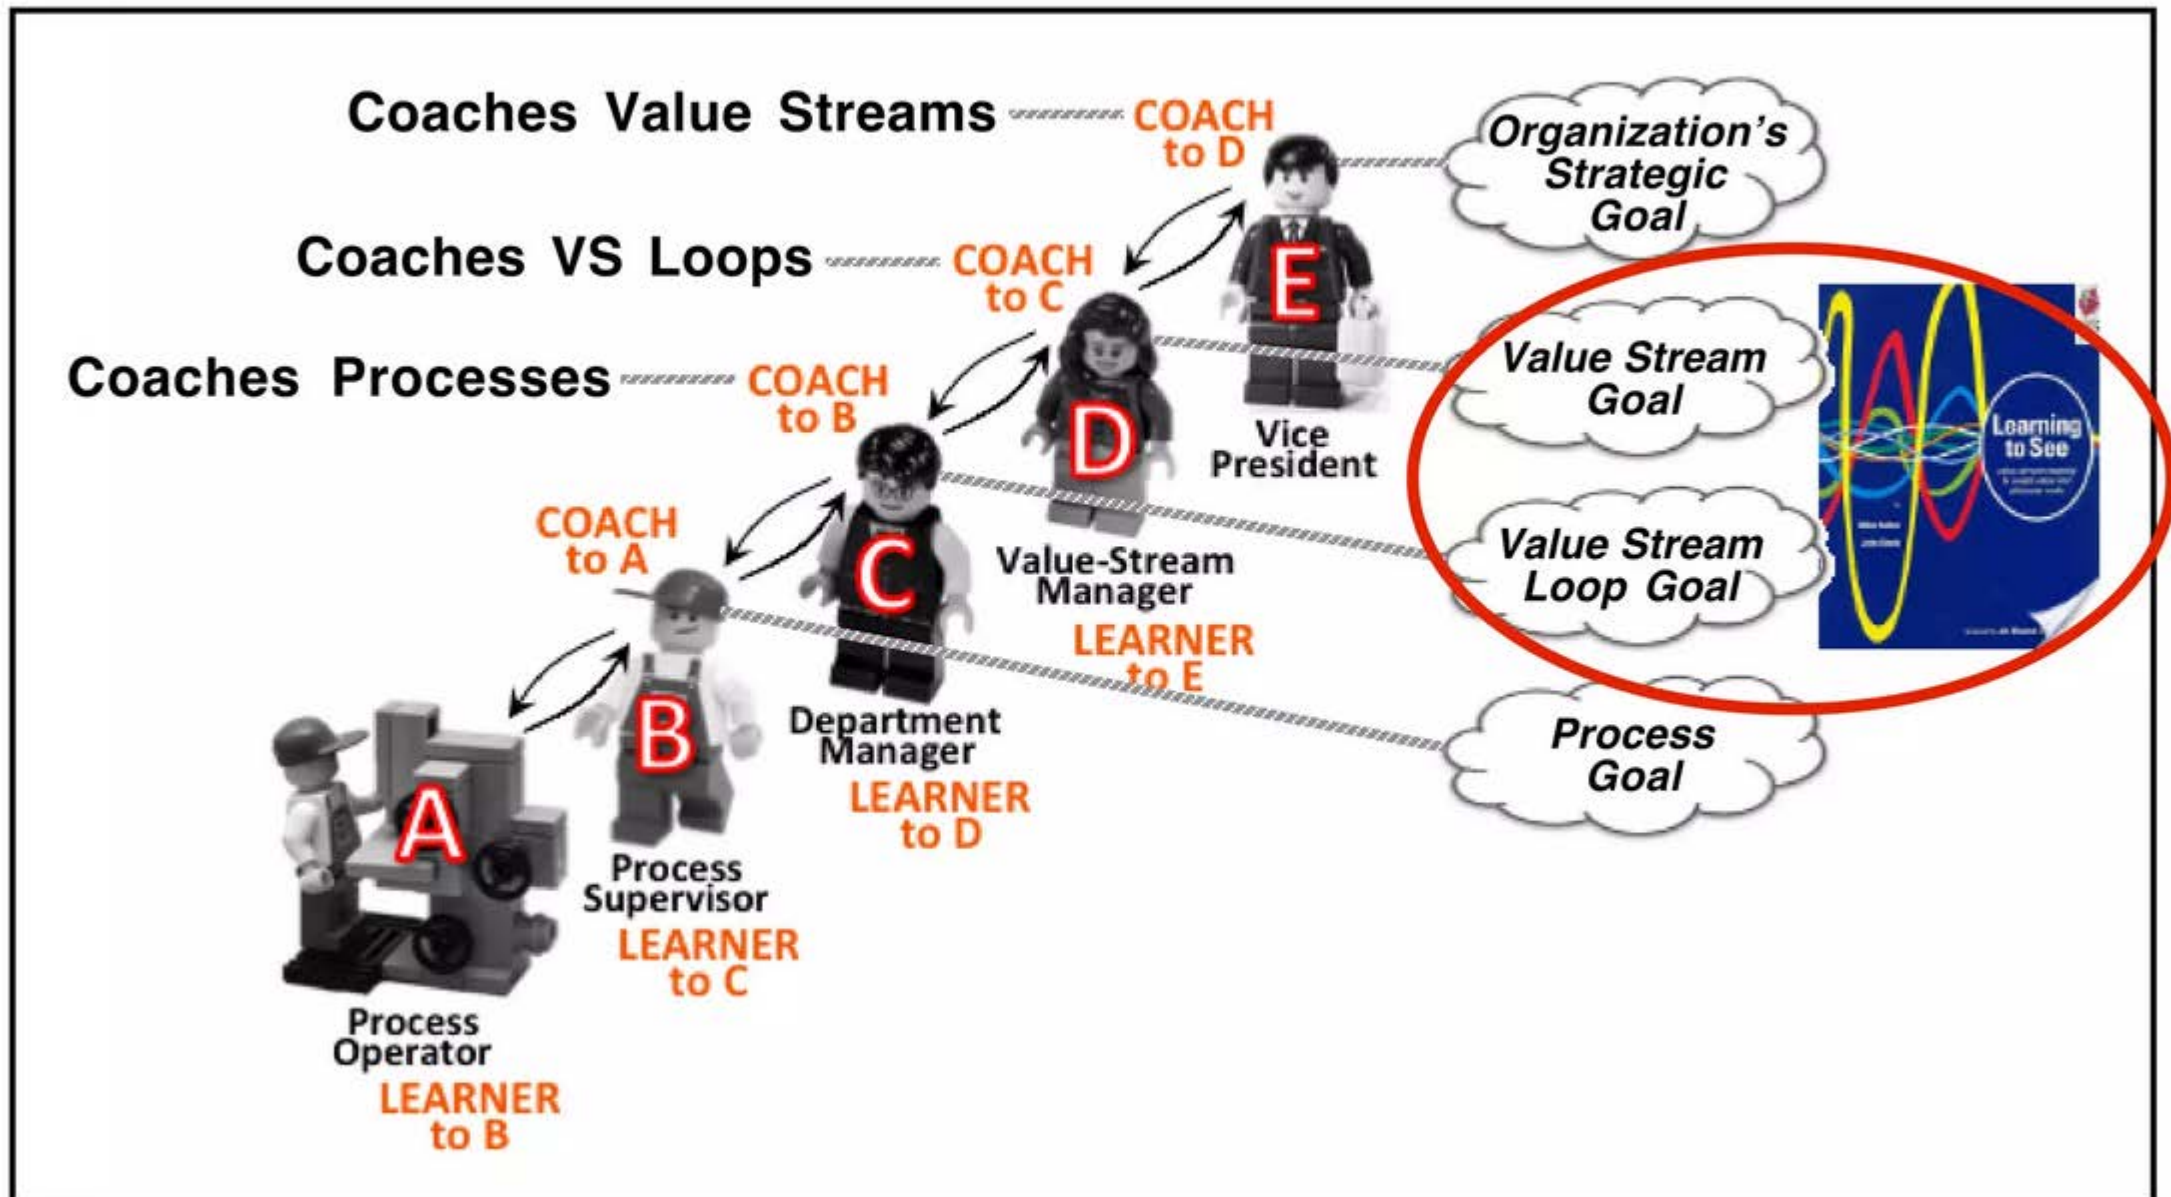 Coaches Value Streams
COACH
to D
Organization's
Strategic
Goal
E
Vice
President
Coaches VS Loops
COACH
to C
Value Stream
Goal
D
Value-Stream
Manager
LEARNER
to E
Coaches Processes
COACH
to B
Value Stream
Loop Goal
C
Department
Manager
LEARNER
to D
Learning
to See
COACH
to A
Process
Goal
B
Process
Supervisor
LEARNER
to C
A
Process
Operator
LEARNER
to B